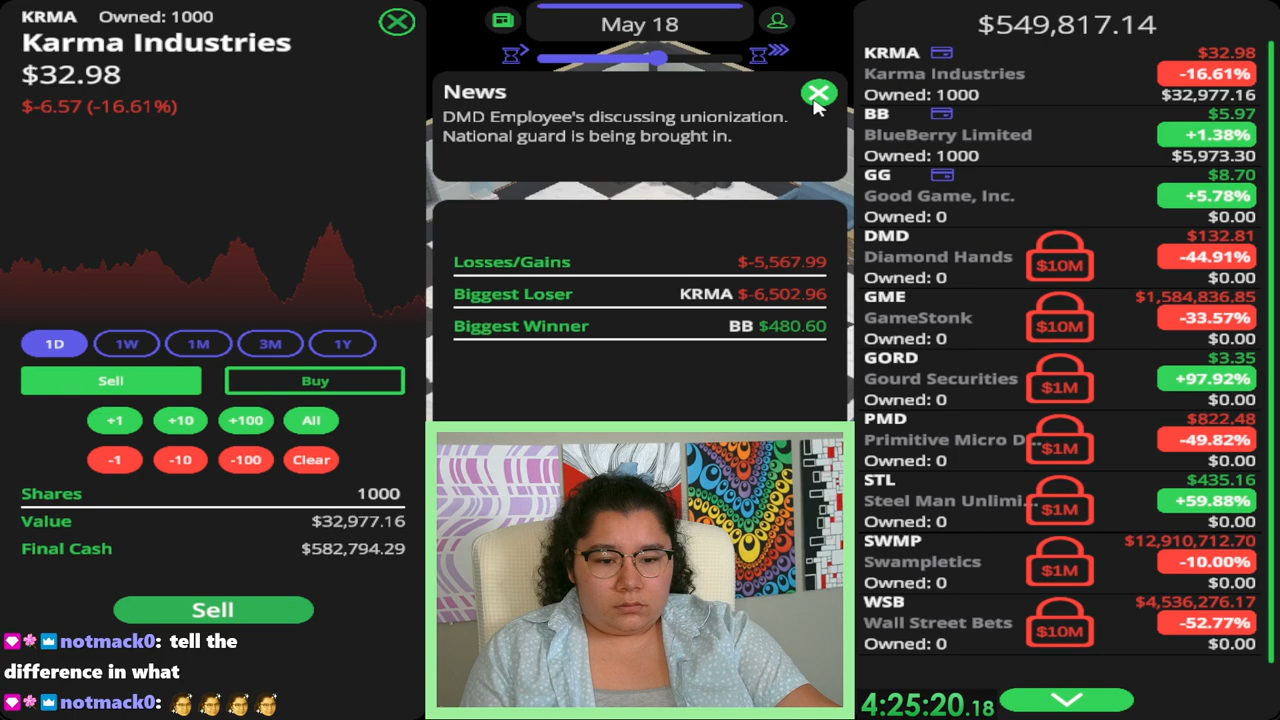 KRMA Owned: 1000
Karma Industries
$32.98
$-6.57 (-16.61%)
1D 1W 1M 3M 1Y
Sell Buy
+1 +10 +100 All
-1 -10 -100 Clear
Shares 1000
Value $32,977.16
Final Cash $582,794.29
Sell
notmack0: tell the
difference in what
notmack0:
May 18
News
DMD Employee's discussing unionization.
National guard is being brought in.
Losses/Gains $-5,567.99
Biggest Loser KRMA $-6,502.96
Biggest Winner BB $480.60
$549,817.14
KRMA $32.98
Karma Industries -16.61%
Owned: 1000 $32,977.16
BB $5.97
BlueBerry Limited +1.38%
Owned: 1000 $5,973.30
GG $8.70
Good Game, Inc. +5.78%
Owned: 0 $0.00
DMD $132.81
Diamond Hands $10M -44.91%
Owned: 0 $0.00
GME $1,584,836.85
GameStonk $10M -33.57%
Owned: 0 $0.00
GORD $3.35
Gourd Securities $1M +97.92%
Owned: 0 $0.00
PMD $822.48
Primitive Micro D... $1M -49.82%
Owned: 0 $0.00
STL $435.16
Steel Man Unlimi... $1M +59.88%
Owned: 0 $0.00
SWMP $12,910,712.70
Swampletics $1M -10.00%
Owned: 0 $0.00
WSB $4,536,276.17
Wall Street Bets $10M -52.77%
Owned: 0 $0.00
4:25:20.18